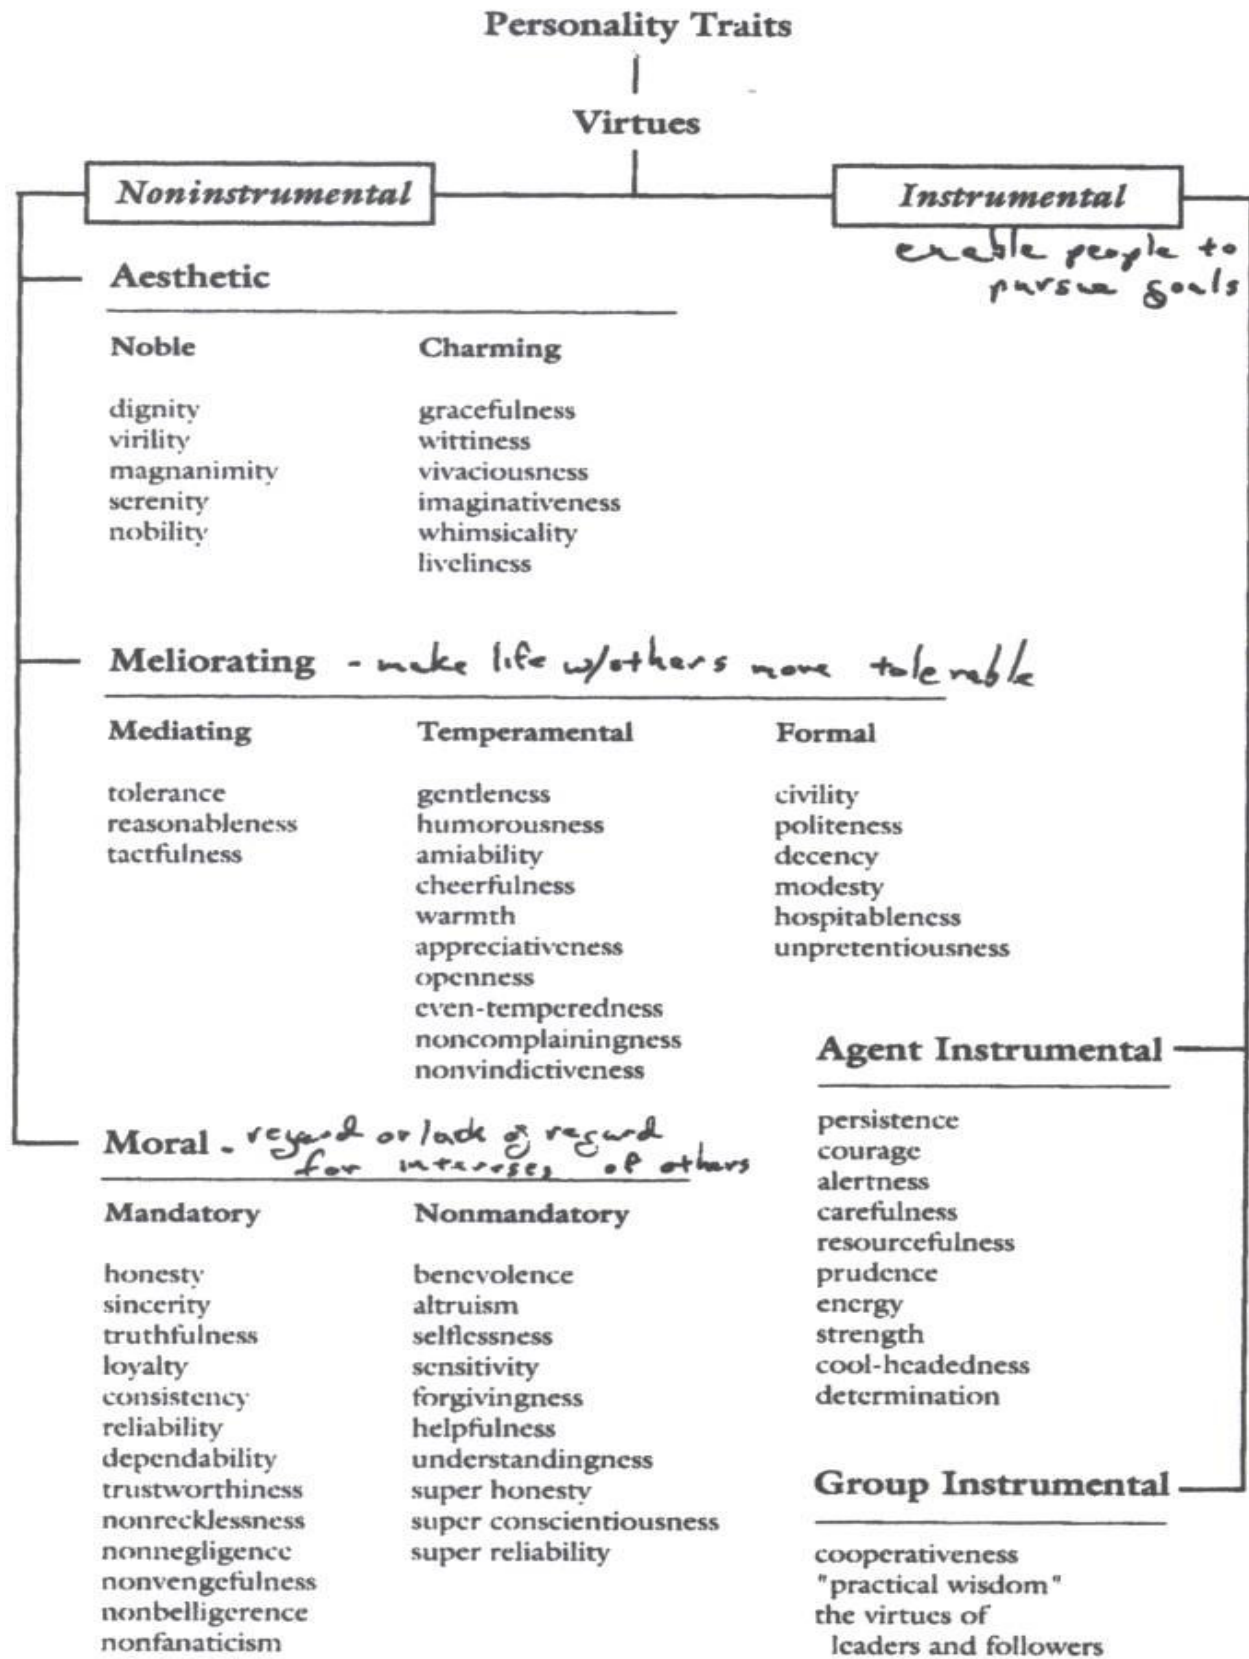 Personality Traits
Virtues
Noninstrumental
Instrumental
enable people to
pursue goals
Aesthetic
Noble
dignity
virility
magnanimity
serenity
nobility
Charming
gracefulness
wittiness
vivaciousness
imaginativeness
whimsicality
liveliness
Meliorating - make life w/others more tolerable
Mediating
tolerance
reasonableness
tactfulness
Temperamental
gentleness
humorousness
amiability
cheerfulness
warmth
appreciativeness
openness
even-temperedness
noncomplainingness
nonvindictiveness
Formal
civility
politeness
decency
modesty
hospitableness
unpretentiousness
Moral - regard or lack of regard
for interests of others
Mandatory
honesty
sincerity
truthfulness
loyalty
consistency
reliability
dependability
trustworthiness
nonrecklessness
nonnegligence
nonvengefulness
nonbelligerence
nonfanaticism
Nonmandatory
benevolence
altruism
selflessness
sensitivity
forgivingness
helpfulness
understandingness
super honesty
super conscientiousness
super reliability
Agent Instrumental
persistence
courage
alertness
carefulness
resourcefulness
prudence
energy
strength
cool-headedness
determination
Group Instrumental
cooperativeness
"practical wisdom"
the virtues of
leaders and followers